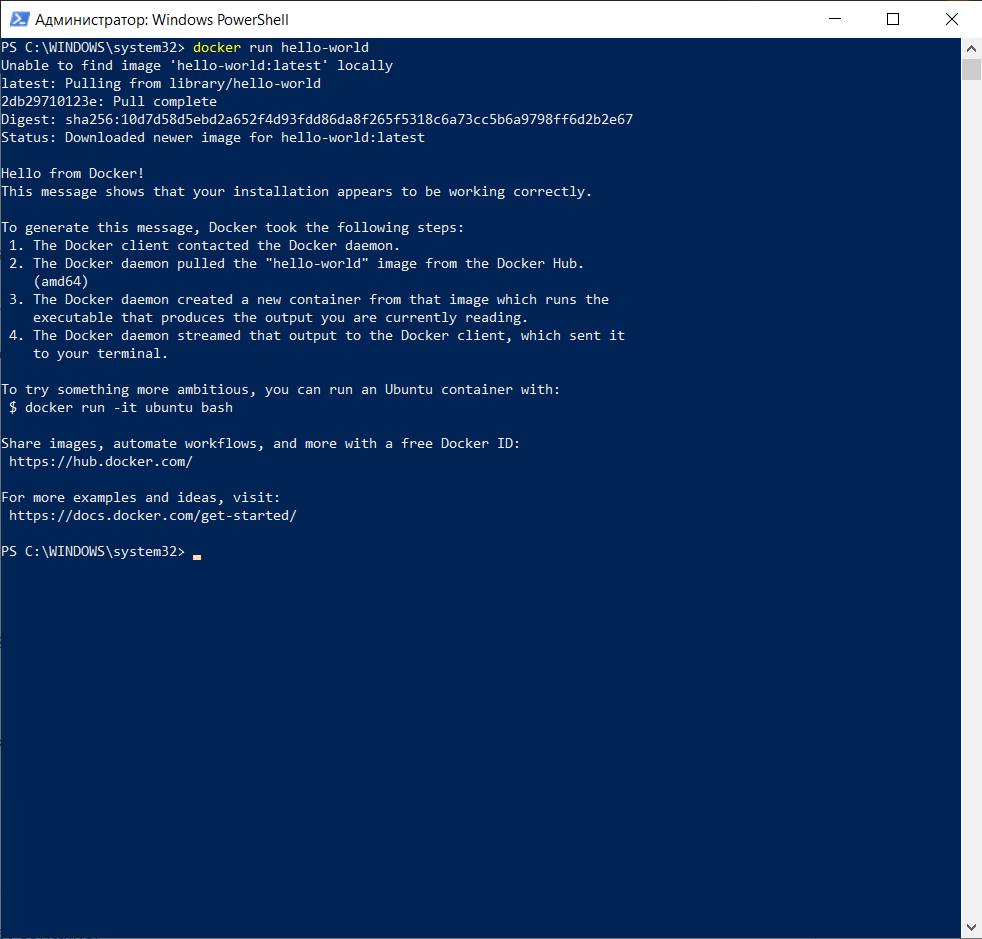 Администратор: Windows PowerShell
PS C:\WINDOWS\system32> docker run hello-world
Unable to find image 'hello-world:latest' locally
latest: Pulling from library/hello-world
2db29710123e: Pull complete
Digest: sha256:10d7d58d5ebd2a652f4d93fdd86da8f265f5318c6a73cc5b6a9798ff6d2b2e67
Status: Downloaded newer image for hello-world:latest

Hello from Docker!
This message shows that your installation appears to be working correctly.

To generate this message, Docker took the following steps:
 1. The Docker client contacted the Docker daemon.
 2. The Docker daemon pulled the "hello-world" image from the Docker Hub.
    (amd64)
 3. The Docker daemon created a new container from that image which runs the
    executable that produces the output you are currently reading.
 4. The Docker daemon streamed that output to the Docker client, which sent it
    to your terminal.

To try something more ambitious, you can run an Ubuntu container with:
 $ docker run -it ubuntu bash

Share images, automate workflows, and more with a free Docker ID:
 https://hub.docker.com/

For more examples and ideas, visit:
 https://docs.docker.com/get-started/

PS C:\WINDOWS\system32>